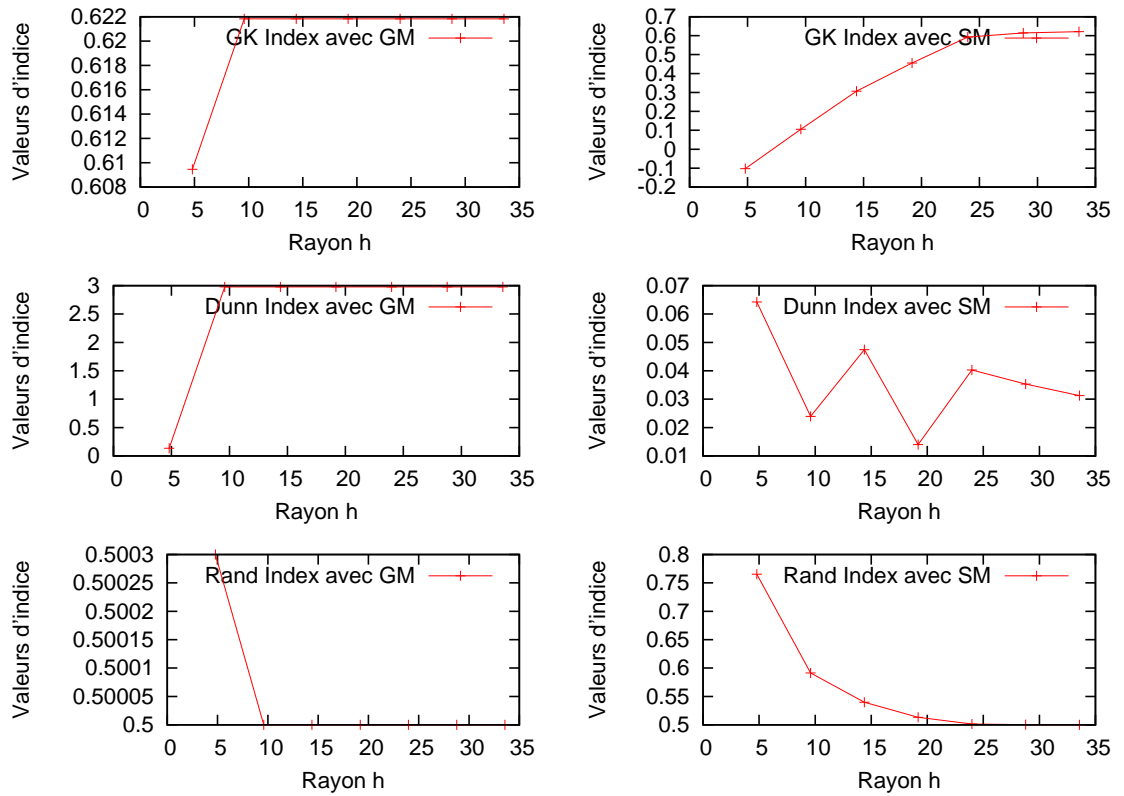 0.622
0.62
0.618
0.616
0.614
0.612
0.61
0.608
Valeurs d'indice
GK Index avec GM
0 5 10 15 20 25 30 35
Rayon h
0.7
0.6
0.5
0.4
0.3
0.2
0.1
0
-0.1
-0.2
Valeurs d'indice
GK Index avec SM
0 5 10 15 20 25 30 35
Rayon h
3
2.5
2
1.5
1
0.5
0
Valeurs d'indice
Dunn Index avec GM
0 5 10 15 20 25 30 35
Rayon h
0.07
0.06
0.05
0.04
0.03
0.02
0.01
Valeurs d'indice
Dunn Index avec SM
0 5 10 15 20 25 30 35
Rayon h
0.5003
0.50025
0.5002
0.50015
0.5001
0.50005
0.5
Valeurs d'indice
Rand Index avec GM
0 5 10 15 20 25 30 35
Rayon h
0.8
0.75
0.7
0.65
0.6
0.55
0.5
Valeurs d'indice
Rand Index avec SM
0 5 10 15 20 25 30 35
Rayon h